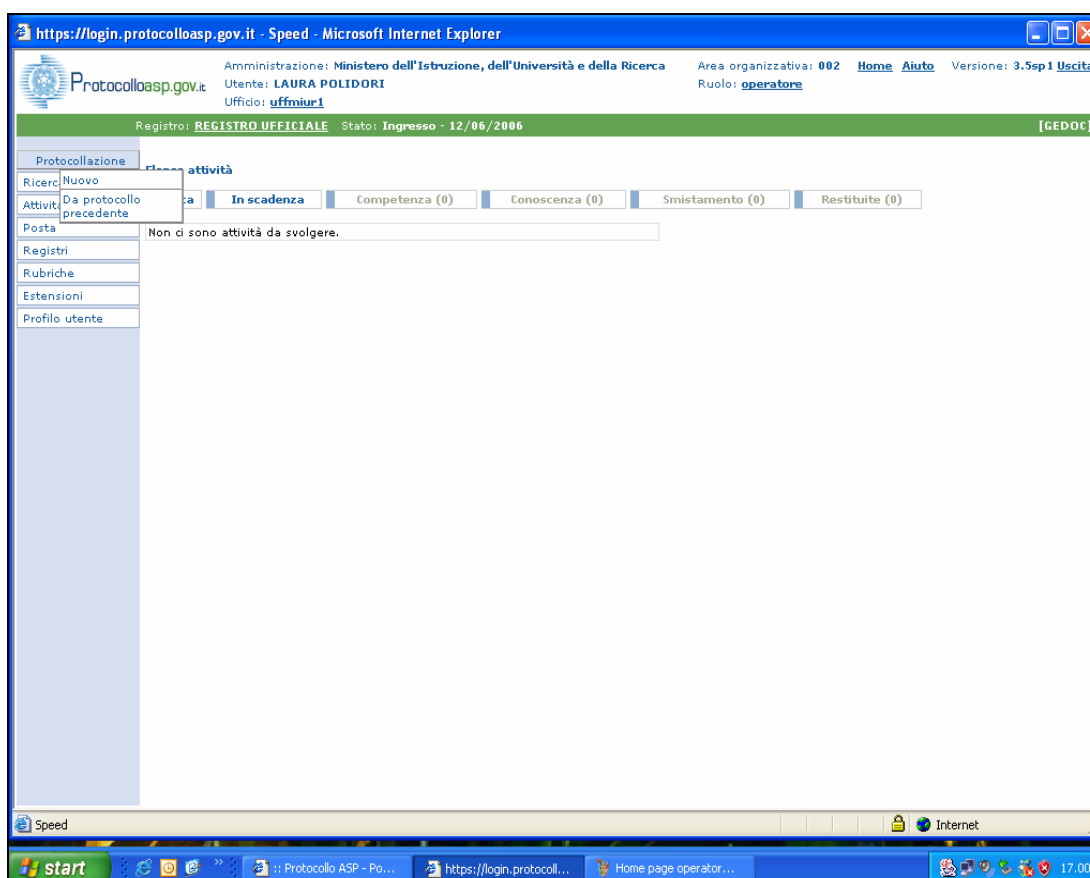 https://login.protocolloasp.gov.it - Speed - Microsoft Internet Explorer
Protocolloasp.gov.it
Amministrazione: Ministero dell'Istruzione, dell'Università e della Ricerca
Area organizzativa: 002
Home Aiuto
Versione: 3.5sp1 Uscita
Utente: LAURA POLIDORI
Ruolo: operatore
Ufficio: uffmiur1
Registro: REGISTRO UFFICIALE Stato: Ingresso - 12/06/2006
[GEDOC]
Protocollazione
Nuovo
Da protocollo
precedente
Posta
Registri
Rubriche
Estensioni
Profilo utente
attività
In scadenza
Competenza (0)
Conoscenza (0)
Smistamento (0)
Restituite (0)
Non ci sono attività da svolgere.
Speed
Internet
start
:: Protocollo ASP - Po...
https://login.protocoll...
Home page operator...
17.00